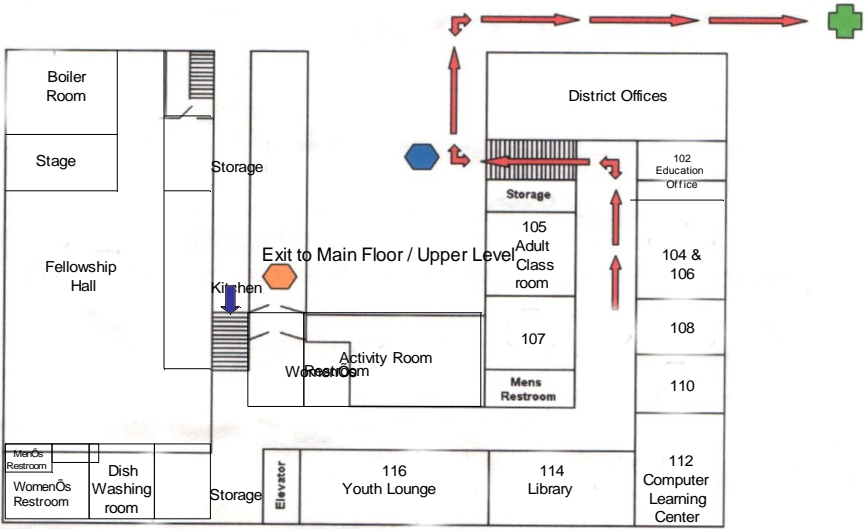 District Offices
Boiler
Room
Stage
Storage
102
Education
Office
Storage
105
Adult
Class
room
Exit to Main Floor / Upper Level
104 &
106
Fellowship
Hall
Kitchen
107
108
Activity Room
WomenÕs
Restroom
110
Mens
Restroom
MenÕs
Restroom
WomenÕs
Restroom
Dish
Washing
room
Storage
Elevator
116
Youth Lounge
114
Library
112
Computer
Learning
Center